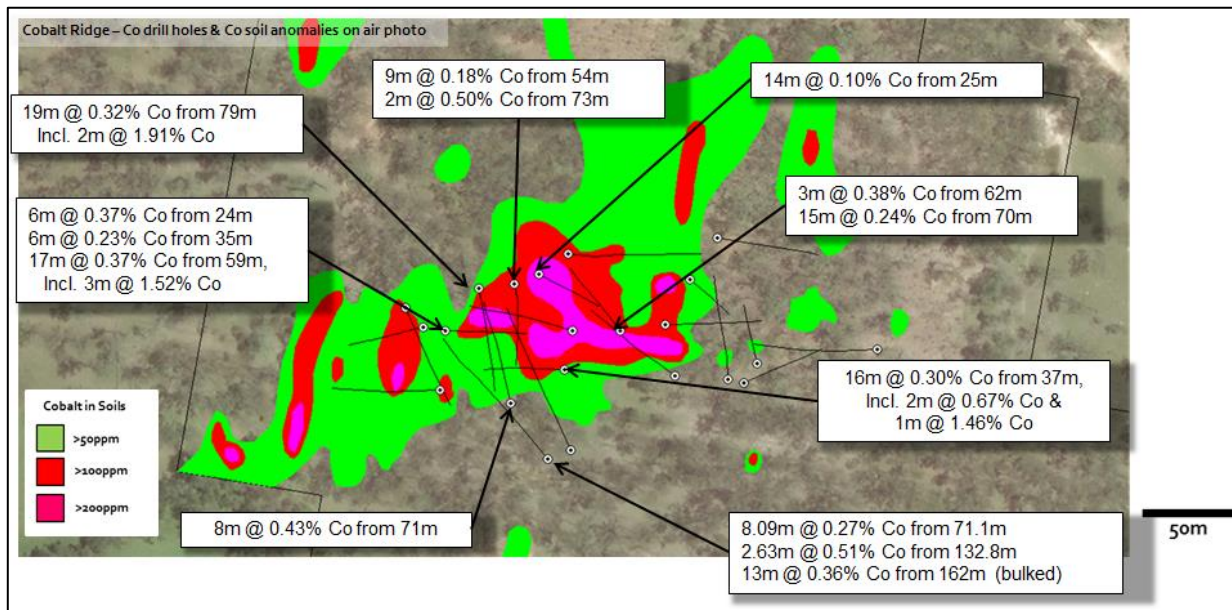 Cobalt Ridge – Co drill holes & Co soil anomalies on air photo
9m @ 0.18% Co from 54m
2m @ 0.50% Co from 73m
14m @ 0.10% Co from 25m
19m @ 0.32% Co from 79m
Incl. 2m @ 1.91% Co
3m @ 0.38% Co from 62m
15m @ 0.24% Co from 70m
6m @ 0.37% Co from 24m
6m @ 0.23% Co from 35m
17m @ 0.37% Co from 59m,
Incl. 3m @ 1.52% Co
16m @ 0.30% Co from 37m,
Incl. 2m @ 0.67% Co &
1m @ 1.46% Co
Cobalt in Soils
>50ppm
>100ppm
>200ppm
8m @ 0.43% Co from 71m
8.09m @ 0.27% Co from 71.1m
2.63m @ 0.51% Co from 132.8m
13m @ 0.36% Co from 162m (bulked)
50m